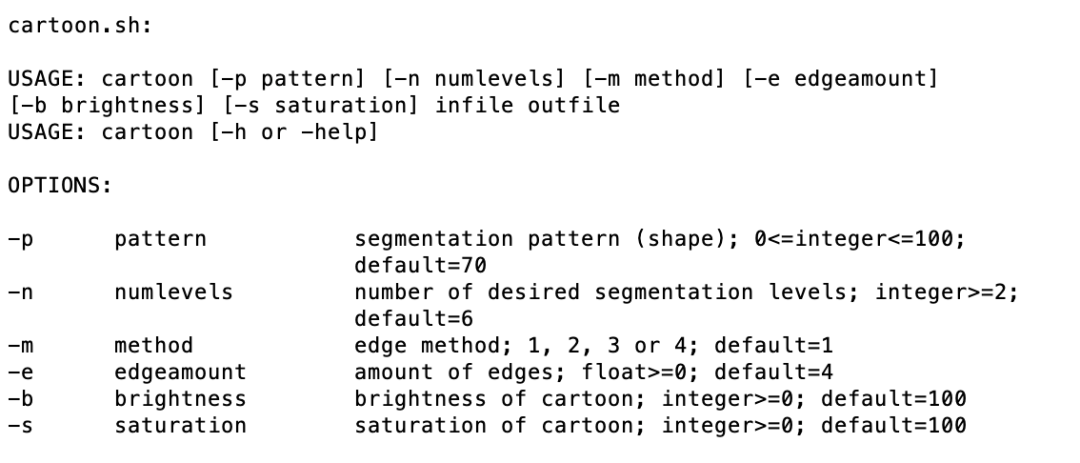 cartoon.sh:
USAGE: cartoon [-p pattern] [-n numlevels] [-m method] [-e edgeamount]
[-b brightness] [-s saturation] infile outfile
USAGE: cartoon [-h or -help]
OPTIONS:
-p pattern segmentation pattern (shape); 0<=integer<=100;
default=70
-n numlevels number of desired segmentation levels; integer>=2;
default=6
-m method edge method; 1, 2, 3 or 4; default=1
-e edgeamount amount of edges; float>=0; default=4
-b brightness brightness of cartoon; integer>=0; default=100
-s saturation saturation of cartoon; integer>=0; default=100